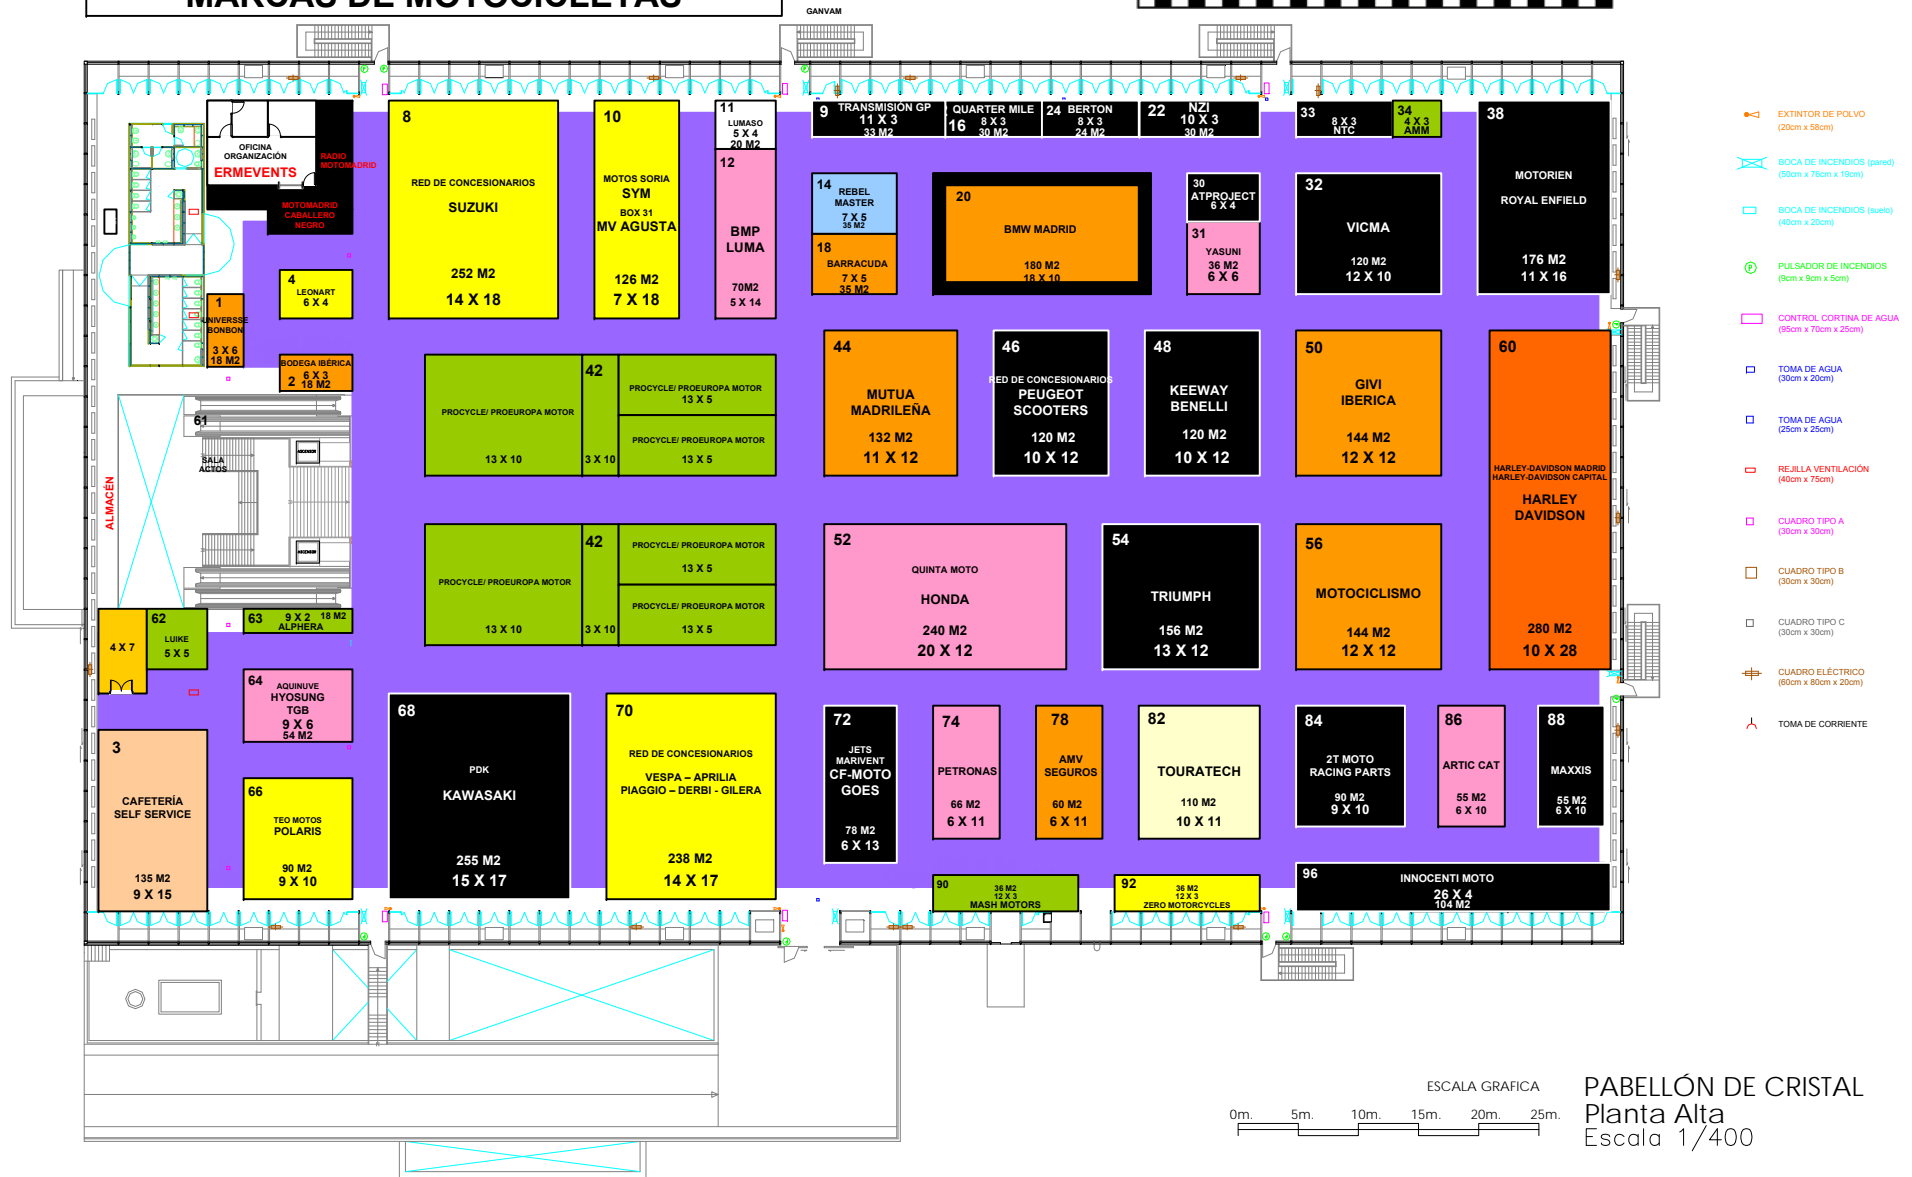 MARCAS DE MOTOCICLETAS
GANVAM
OFICINA
ORGANIZACIÓN
ERMEVENTS
RADIO
MOTOMADRID
MOTOMADRID
CABALLERO
NEGRO
8
RED DE CONCESIONARIOS
SUZUKI
252 M2
14 X 18
10
MOTOS SORIA
SYM
BOX 31
MV AGUSTA
126 M2
7 X 18
11
LUMASO
5 X 4
20 M2
12
BMP
LUMA
70M2
5 X 14
9
TRANSMISIÓN GP
11 X 3
33 M2
QUARTER MILE
8 X 3
16
30 M2
24 BERTON
8 X 3
24 M2
22
NZI
10 X 3
30 M2
33
8 X 3
NTC
34
4 X 3
AMM
38
MOTORIEN
ROYAL ENFIELD
176 M2
11 X 16
14
REBEL
MASTER
7 X 5
35 M2
18
BARRACUDA
7 X 5
35 M2
20
BMW MADRID
180 M2
18 X 10
30
ATPROJECT
6 X 4
31
YASUNI
36 M2
6 X 6
32
VICMA
120 M2
12 X 10
4
LEONART
6 X 4
1
UNIVERSSE
BONBON
3 X 6
18 M2
BODEGA IBÉRICA
6 X 3
2 18 M2
61
SALA
ACTOS
ASCENSOR
ASCENSOR
ALMACÉN
PROCYCLE/ PROEUROPA MOTOR
13 X 10
42
3 X 10
PROCYCLE/ PROEUROPA MOTOR
13 X 5
PROCYCLE/ PROEUROPA MOTOR
13 X 5
44
MUTUA
MADRILEÑA
132 M2
11 X 12
46
RED DE CONCESIONARIOS
PEUGEOT
SCOOTERS
120 M2
10 X 12
48
KEEWAY
BENELLI
120 M2
10 X 12
50
GIVI
IBERICA
144 M2
12 X 12
60
HARLEY-DAVIDSON MADRID
HARLEY-DAVIDSON CAPITAL
HARLEY
DAVIDSON
280 M2
10 X 28
PROCYCLE/ PROEUROPA MOTOR
13 X 10
42
3 X 10
PROCYCLE/ PROEUROPA MOTOR
13 X 5
PROCYCLE/ PROEUROPA MOTOR
13 X 5
52
QUINTA MOTO
HONDA
240 M2
20 X 12
54
TRIUMPH
156 M2
13 X 12
56
MOTOCICLISMO
144 M2
12 X 12
4 X 7
62
LUIKE
5 X 5
63
9 X 2 18 M2
ALPHERA
64
AQUINUVE
HYOSUNG
TGB
9 X 6
54 M2
3
CAFETERÍA
SELF SERVICE
135 M2
9 X 15
66
TEO MOTOS
POLARIS
90 M2
9 X 10
68
PDK
KAWASAKI
255 M2
15 X 17
70
RED DE CONCESIONARIOS
VESPA – APRILIA
PIAGGIO – DERBI - GILERA
238 M2
14 X 17
72
JETS
MARIVENT
CF-MOTO
GOES
78 M2
6 X 13
74
PETRONAS
66 M2
6 X 11
78
AMV
SEGUROS
60 M2
6 X 11
82
TOURATECH
110 M2
10 X 11
84
2T MOTO
RACING PARTS
90 M2
9 X 10
86
ARTIC CAT
55 M2
6 X 10
88
MAXXIS
55 M2
6 X 10
90
36 M2
12 X 3
MASH MOTORS
92
36 M2
12 X 3
ZERO MOTORCYCLES
96
INNOCENTI MOTO
26 X 4
104 M2
EXTINTOR DE POLVO
(20cm x 58cm)
BOCA DE INCENDIOS (pared)
(50cm x 76cm x 19cm)
BOCA DE INCENDIOS (suelo)
(40cm x 20cm)
PULSADOR DE INCENDIOS
(9cm x 9cm x 5cm)
CONTROL CORTINA DE AGUA
(95cm x 70cm x 25cm)
TOMA DE AGUA
(30cm x 20cm)
TOMA DE AGUA
(25cm x 25cm)
REJILLA VENTILACIÓN
(40cm x 75cm)
CUADRO TIPO A
(30cm x 30cm)
CUADRO TIPO B
(30cm x 30cm)
CUADRO TIPO C
(30cm x 30cm)
CUADRO ELÉCTRICO
(60cm x 80cm x 20cm)
TOMA DE CORRIENTE
ESCALA GRAFICA
0m. 5m. 10m. 15m. 20m. 25m.
PABELLÓN DE CRISTAL
Planta Alta
Escala 1/400